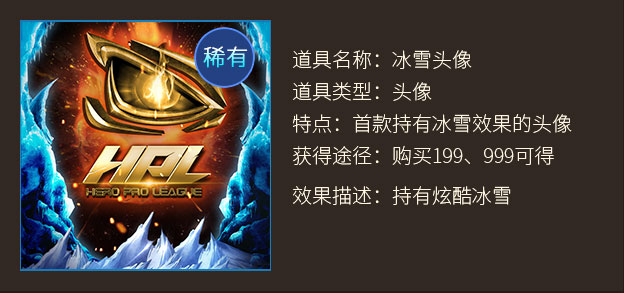 稀有
HPL
HERO PRO LEAGUE
道具名称：冰雪头像
道具类型：头像
特点：首款持有冰雪效果的头像
获得途径：购买199、999可得
效果描述：持有炫酷冰雪